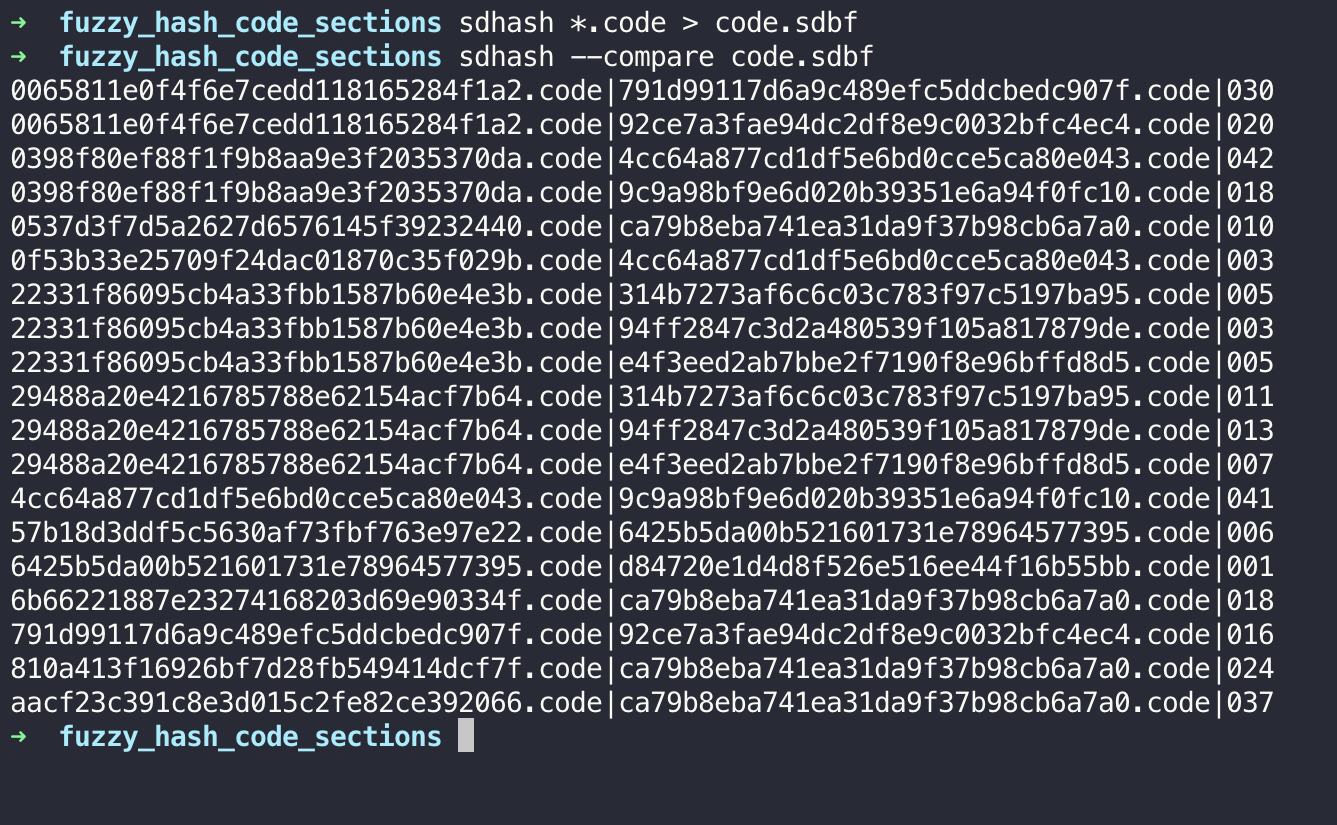 → fuzzy_hash_code_sections sdhash *.code > code.sdbf
→ fuzzy_hash_code_sections sdhash --compare code.sdbf
0065811e0f4f6e7cedd118165284f1a2.code|791d99117d6a9c489efc5ddcbedc907f.code|030
0065811e0f4f6e7cedd118165284f1a2.code|92ce7a3fae94dc2df8e9c0032bfc4ec4.code|020
0398f80ef88f1f9b8aa9e3f2035370da.code|4cc64a877cd1df5e6bd0cce5ca80e043.code|042
0398f80ef88f1f9b8aa9e3f2035370da.code|9c9a98bf9e6d020b39351e6a94f0fc10.code|018
0537d3f7d5a2627d6576145f39232440.code|ca79b8eba741ea31da9f37b98cb6a7a0.code|010
0f53b33e25709f24dac01870c35f029b.code|4cc64a877cd1df5e6bd0cce5ca80e043.code|003
22331f86095cb4a33fbb1587b60e4e3b.code|314b7273af6c6c03c783f97c5197ba95.code|005
22331f86095cb4a33fbb1587b60e4e3b.code|94ff2847c3d2a480539f105a817879de.code|003
22331f86095cb4a33fbb1587b60e4e3b.code|e4f3eed2ab7bbe2f7190f8e96bffd8d5.code|005
29488a20e4216785788e62154acf7b64.code|314b7273af6c6c03c783f97c5197ba95.code|011
29488a20e4216785788e62154acf7b64.code|94ff2847c3d2a480539f105a817879de.code|013
29488a20e4216785788e62154acf7b64.code|e4f3eed2ab7bbe2f7190f8e96bffd8d5.code|007
4cc64a877cd1df5e6bd0cce5ca80e043.code|9c9a98bf9e6d020b39351e6a94f0fc10.code|041
57b18d3ddf5c5630af73fbf763e97e22.code|6425b5da00b521601731e78964577395.code|006
6425b5da00b521601731e78964577395.code|d84720e1d4d8f526e516ee44f16b55bb.code|001
6b66221887e23274168203d69e90334f.code|ca79b8eba741ea31da9f37b98cb6a7a0.code|018
791d99117d6a9c489efc5ddcbedc907f.code|92ce7a3fae94dc2df8e9c0032bfc4ec4.code|016
810a413f16926bf7d28fb549414dcf7f.code|ca79b8eba741ea31da9f37b98cb6a7a0.code|024
aacf23c391c8e3d015c2fe82ce392066.code|ca79b8eba741ea31da9f37b98cb6a7a0.code|037
→ fuzzy_hash_code_sections